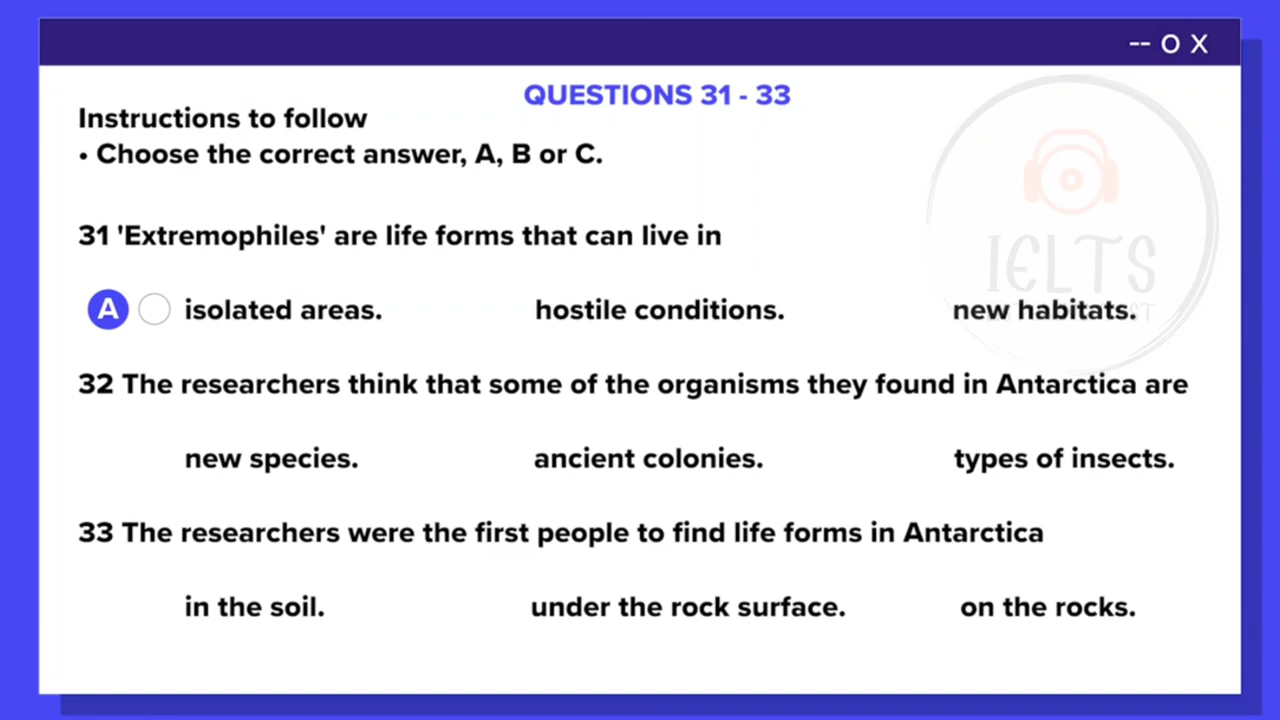 -- O X
QUESTIONS 31 - 33
Instructions to follow
• Choose the correct answer, A, B or C.
31 'Extremophiles' are life forms that can live in
A isolated areas. hostile conditions. new habitats.
32 The researchers think that some of the organisms they found in Antarctica are
new species. ancient colonies. types of insects.
33 The researchers were the first people to find life forms in Antarctica
in the soil. under the rock surface. on the rocks.
IELTS